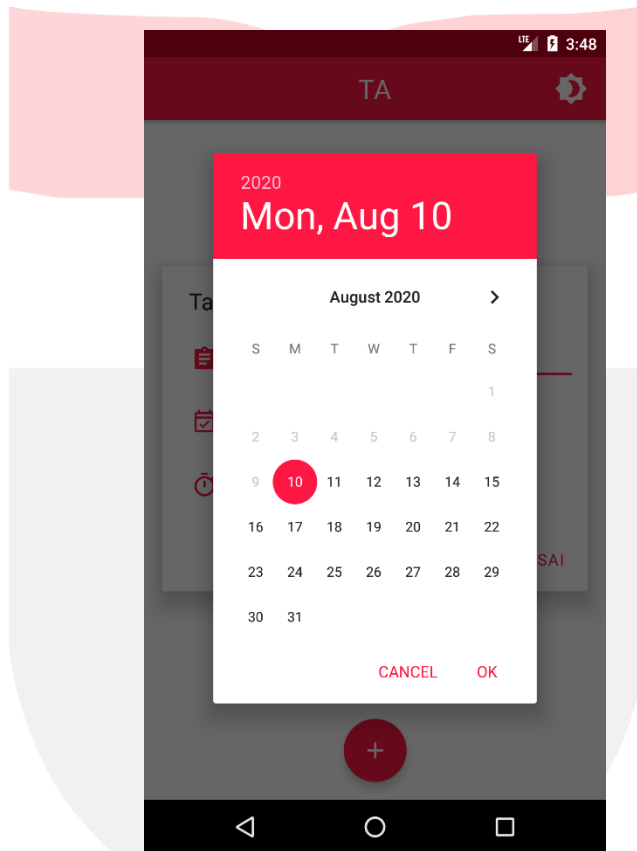 LTE 3:48
TA
2020
Mon, Aug 10
Ta
August 2020
S M T W T F S
1
2 3 4 5 6 7 8
9 10 11 12 13 14 15
16 17 18 19 20 21 22
23 24 25 26 27 28 29
30 31
SAI
CANCEL OK
+